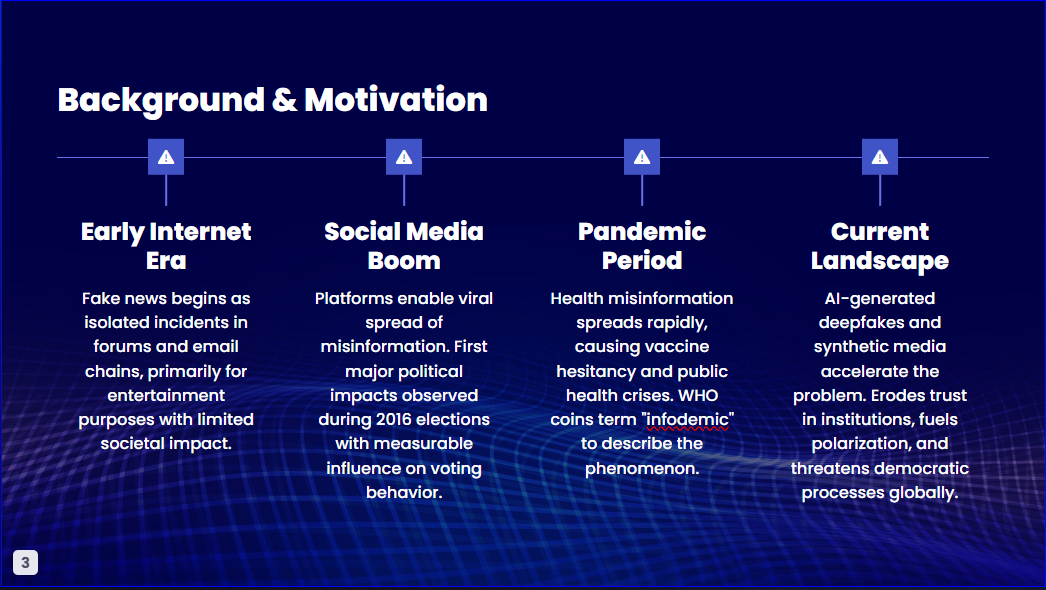 Background & Motivation
Early Internet
Era
Fake news begins as
isolated incidents in
forums and email
chains, primarily for
entertainment
purposes with limited
societal impact.
Social Media
Boom
Platforms enable viral
spread of
misinformation. First
major political
impacts observed
during 2016 elections
with measurable
influence on voting
behavior.
Pandemic
Period
Health misinformation
spreads rapidly,
causing vaccine
hesitancy and public
health crises. WHO
coins term "infodemic"
to describe the
phenomenon.
Current
Landscape
AI-generated
deepfakes and
synthetic media
accelerate the
problem. Erodes trust
in institutions, fuels
polarization, and
threatens democratic
processes globally.
3